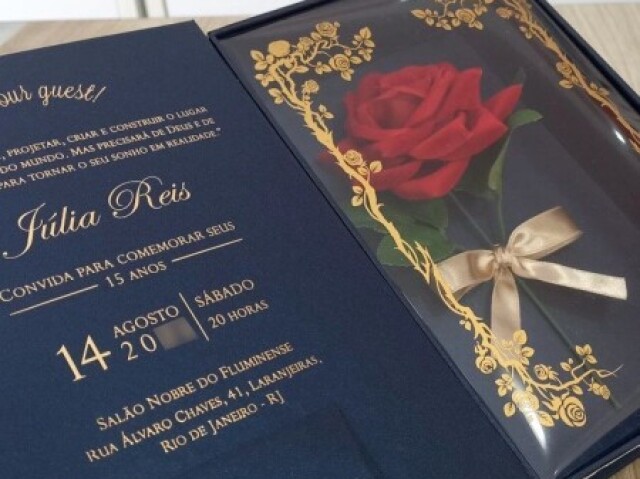 our guest!
, PROJETAR, CRIAR E CONSTRUIR O LUGAR
DO MUNDO. MAS PRECISARÁ DE DEUS E DE
PARA TORNAR O SEU SONHO EM REALIDADE."
Júlia Reis
CONVIDA PARA COMEMORAR SEUS
15 ANOS
14 AGOSTO 20 SÁBADO 20 HORAS
SALÃO NOBRE DO FLUMINENSE
RUA ÁLVARO CHAVES, 41, LARANJEIRAS,
RIO DE JANEIRO - RJ